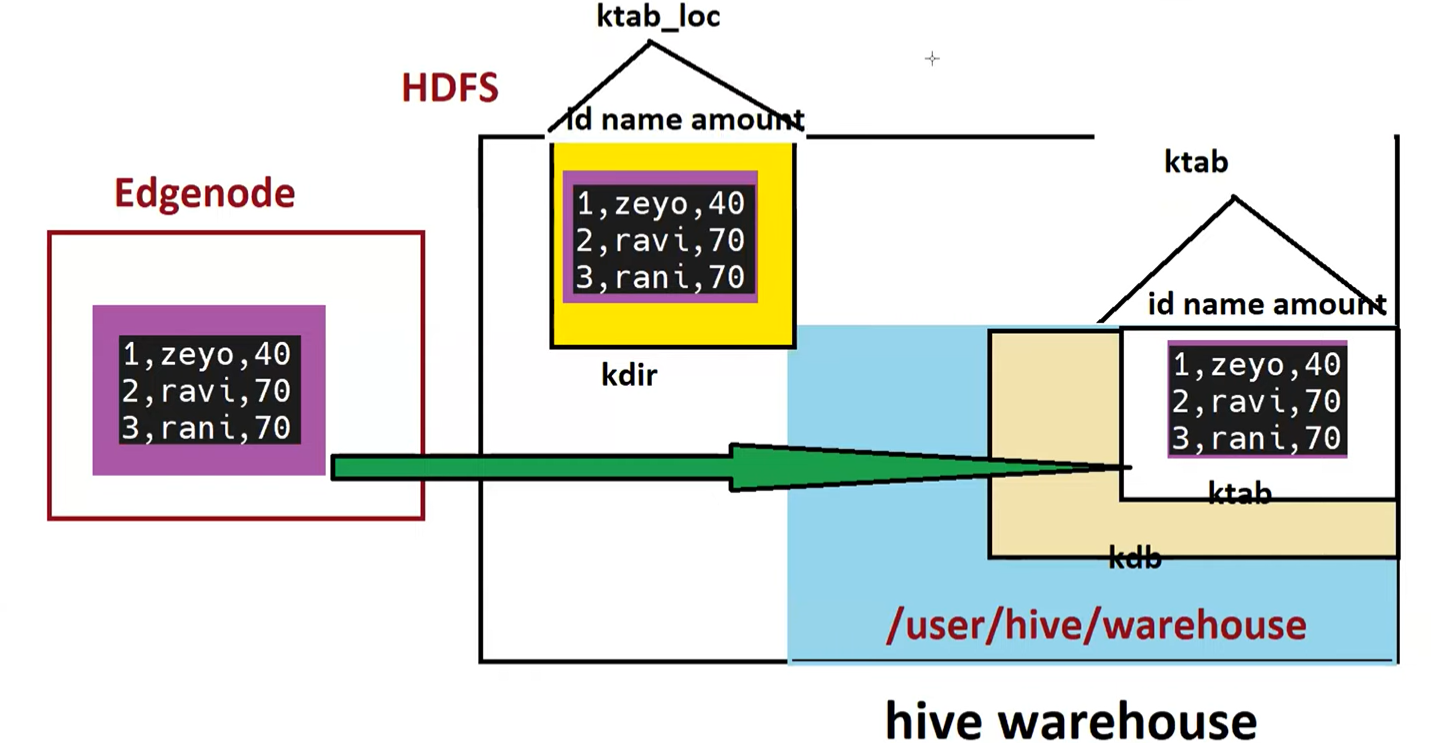 ktab_loc
HDFS
id name amount
1,zeyo,40
2,ravi,70
3,rani,70
kdir
Edgenode
1,zeyo,40
2,ravi,70
3,rani,70
ktab
id name amount
1,zeyo,40
2,ravi,70
3,rani,70
ktab
kdb
/user/hive/warehouse
hive warehouse